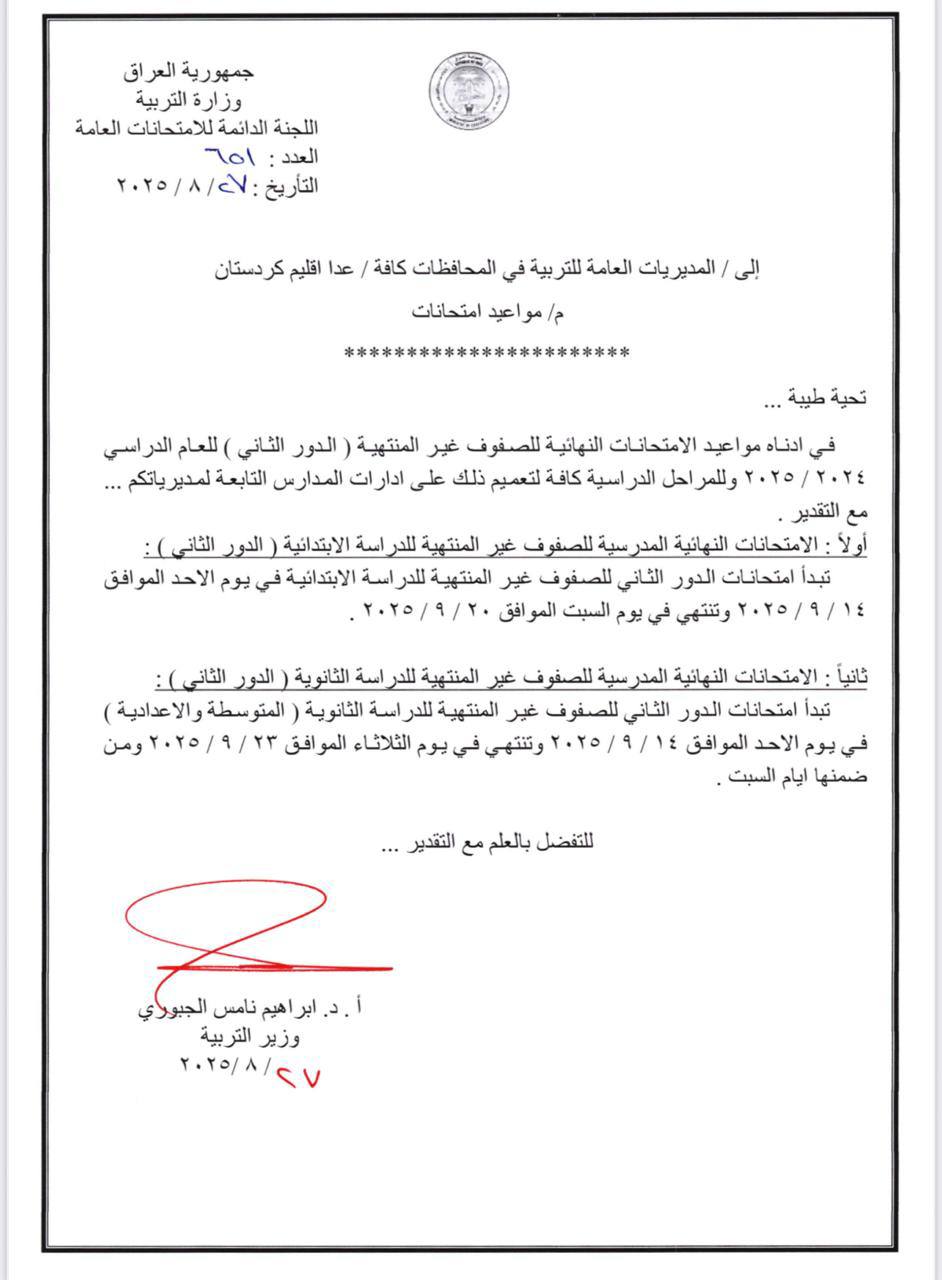 جمهورية العراق
وزارة التربية
اللجنة الدائمة للامتحانات العامة
العدد : ٦٥١
التأريخ : ٢٧/ ٨ / ٢٠٢٥
إلى / المديريات العامة للتربية في المحافظات كافة / عدا اقليم كردستان
م/ مواعيد امتحانات
***********************
تحية طيبة ...
في ادناه مواعيد الامتحانات النهائية للصفوف غير المنتهية ( الدور الثاني ) للعام الدراسي
٢٠٢٤ / ٢٠٢٥ وللمراحل الدراسية كافة لتعميم ذلك على ادارات المدارس التابعة لمديرياتكم ...
مع التقدير .
أولاً : الامتحانات النهائية المدرسية للصفوف غير المنتهية للدراسة الابتدائية ( الدور الثاني ) :
تبدأ امتحانات الدور الثاني للصفوف غير المنتهية للدراسة الابتدائية في يوم الاحد الموافق
١٤ / ٩ / ٢٠٢٥ وتنتهي في يوم السبت الموافق ٢٠ / ٩ / ٢٠٢٥ .
ثانياً : الامتحانات النهائية المدرسية للصفوف غير المنتهية للدراسة الثانوية ( الدور الثاني ) :
تبدأ امتحانات الدور الثاني للصفوف غير المنتهية للدراسة الثانوية ( المتوسطة والاعدادية )
في يوم الاحد الموافق ١٤ / ٩ / ٢٠٢٥ وتنتهي في يوم الثلاثاء الموافق ٢٣ / ٩ / ٢٠٢٥ ومن
ضمنها ايام السبت .
للتفضل بالعلم مع التقدير ...
أ . د. ابراهيم نامس الجبوري
وزير التربية
٢٧ / ٨ /٢٠٢٥